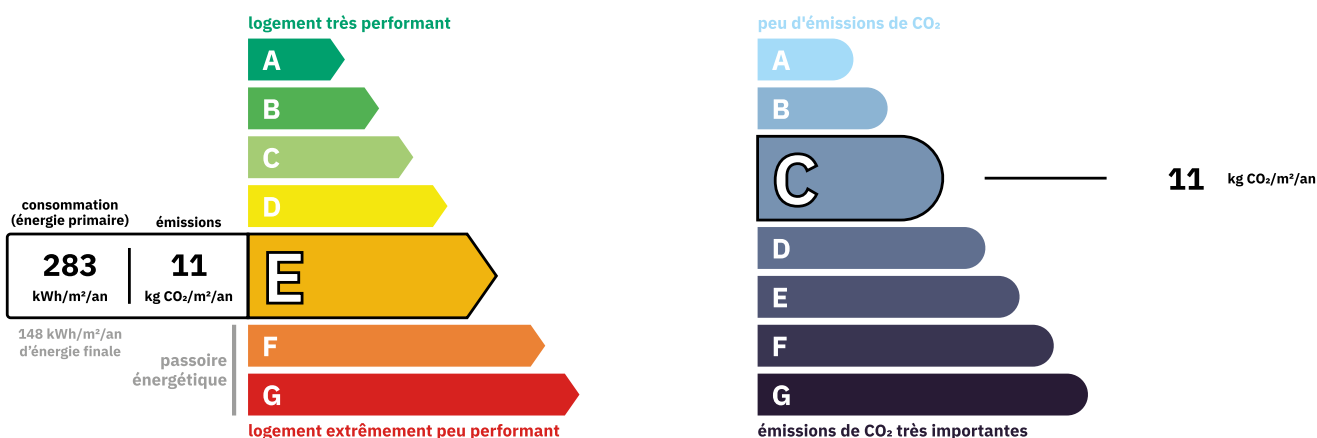 logement très performant
A
B
C
D
consommation
(énergie primaire)
émissions
283
kWh/m²/an
11
kg CO₂/m²/an
E
148 kWh/m²/an
d'énergie finale
passoire
énergétique
F
G
logement extrêmement peu performant
peu d'émissions de CO₂
A
B
C
11 kg CO₂/m²/an
D
E
F
G
émissions de CO₂ très importantes